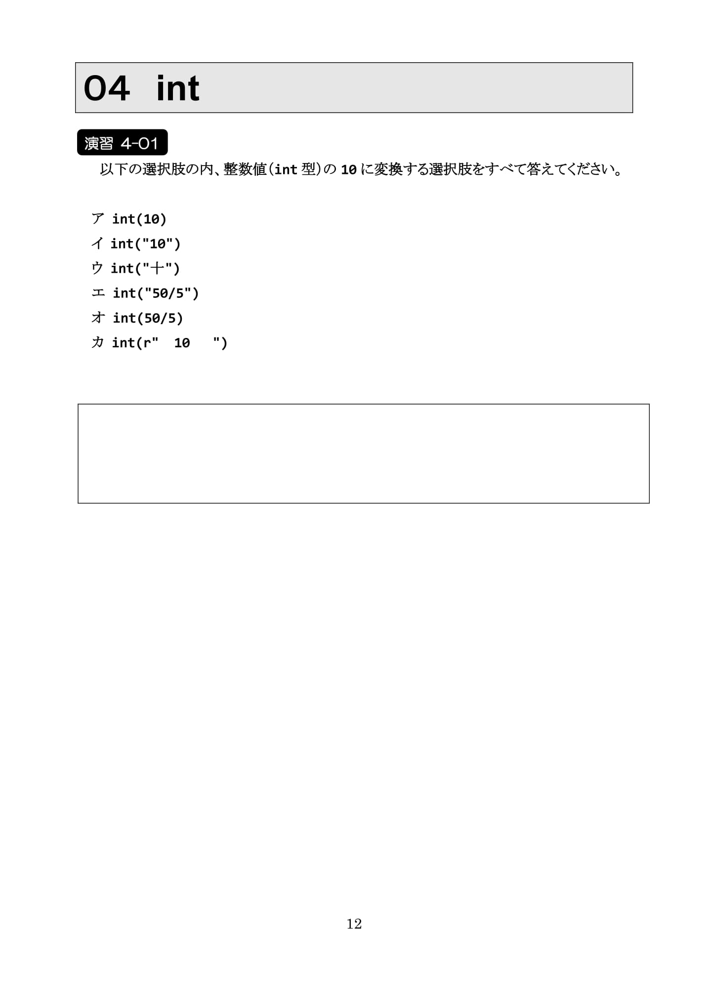 04 int
演習 4-01
以下の選択肢の内、整数値(int 型)の 10 に変換する選択肢をすべて答えてください。
ア int(10)
イ int("10")
ウ int("十")
エ int("50/5")
オ int(50/5)
カ int(r"  10   ")
12